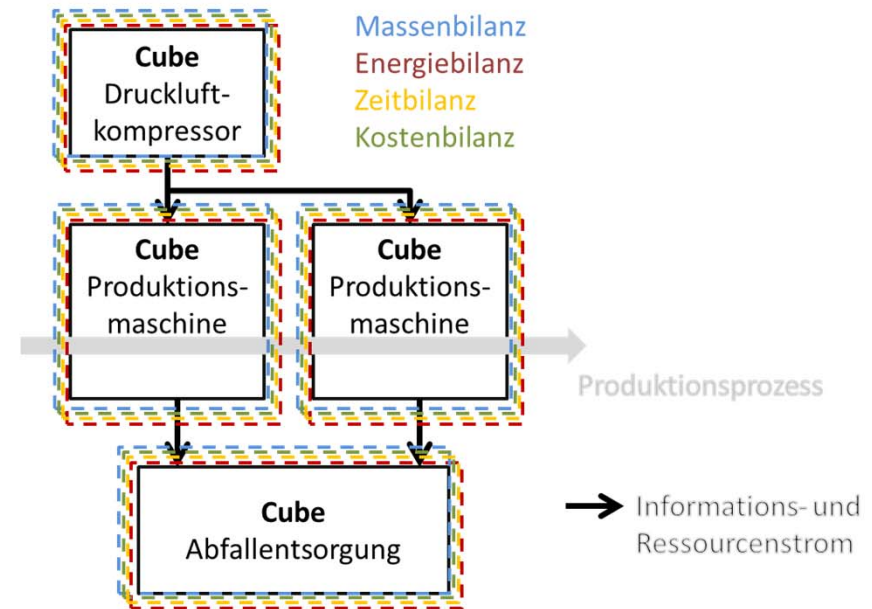 Massenbilanz
Energiebilanz
Zeitbilanz
Kostenbilanz
Cube
Druckluft-
kompressor
Cube
Produktions-
maschine
Cube
Produktions-
maschine
Produktionsprozess
Cube
Abfallentsorgung
Informations- und
Ressourcenstrom